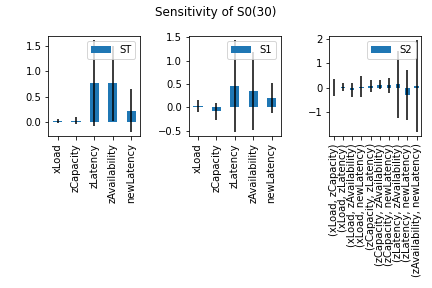 Sensitivity of S0(30)
ST
1.5
1.0
0.5
0.0
xLoad
zCapacity
zLatency
zAvailability
newLatency
S1
1.5
1.0
0.5
0.0
−0.5
xLoad
zCapacity
zLatency
zAvailability
newLatency
S2
2
1
0
−1
(xLoad, zCapacity)
(xLoad, zLatency)
(xLoad, zAvailability)
(xLoad, newLatency)
(zCapacity, zLatency)
(zCapacity, zAvailability)
(zCapacity, newLatency)
(zLatency, zAvailability)
(zLatency, newLatency)
(zAvailability, newLatency)